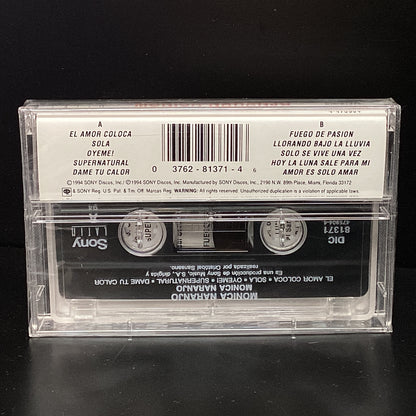 A
EL AMOR COLOCA
SOLA
OYEME!
SUPERNATURAL
DAME TU CALOR
0 3762-81371-4 6
B
FUEGO DE PASION
LLORANDO BAJO LA LLUVIA
SOLO SE VIVE UNA VEZ
HOY LA LUNA SALE PARA MI
AMOR ES SOLO AMAR
©1994 SONY Discos, Inc./ ℗1994 SONY Discos, Inc. Manufactured by SONY Discos, Inc., 2190 N.W. 89th Place, Miami, Florida 33172
& SONY Reg. U.S. Pat. & Tm. Off. Marcas Reg. WARNING: All Rights Reserved. Unauthorized duplication is a violation of applicable laws.
MONICA NARANJO
MONICA NARANJO
EL AMOR COLOCA • SOLA • OYEME! • SUPERNATURAL • DAME TU CALOR
Es una producción de Sony Music, S.A., dirigida y
realizada por Cristóbal Sansano.
Sony
DIC
81371